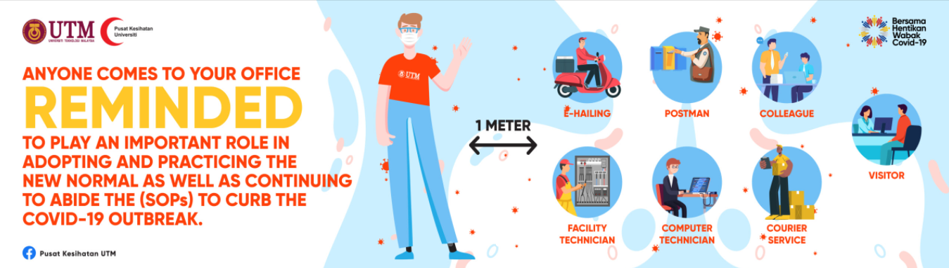 UTM
UNIVERSITI TEKNOLOGI MALAYSIA
Pusat Kesihatan
Universiti
ANYONE COMES TO YOUR OFFICE
REMINDED
TO PLAY AN IMPORTANT ROLE IN
ADOPTING AND PRACTICING THE
NEW NORMAL AS WELL AS CONTINUING
TO ABIDE THE (SOPs) TO CURB THE
COVID-19 OUTBREAK.
Pusat Kesihatan UTM
UTM
1 METER
E-HAILING
POSTMAN
COLLEAGUE
FACILITY
TECHNICIAN
COMPUTER
TECHNICIAN
COURIER
SERVICE
VISITOR
Bersama
Hentikan
Wabak
Covid-19